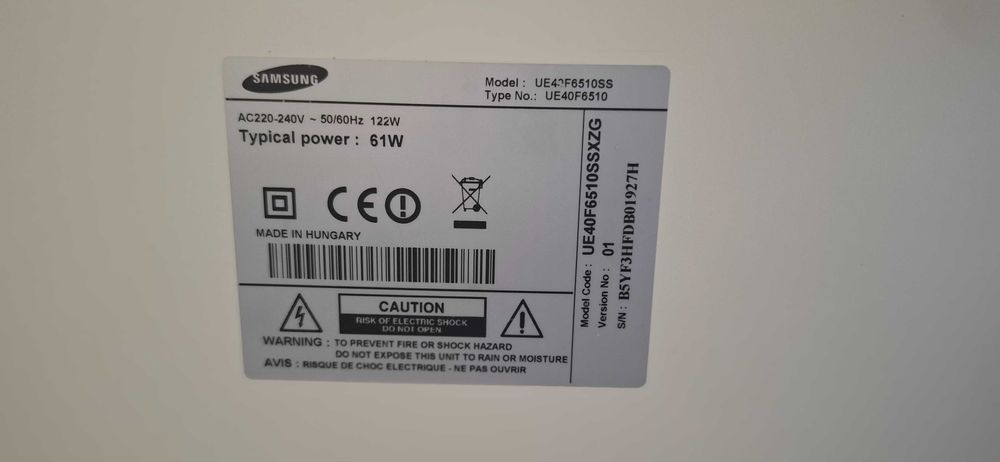 SAMSUNG
Model : UE40F6510SS
Type No.: UE40F6510
AC220-240V ~ 50/60Hz 122W
Typical power : 61W
CE
MADE IN HUNGARY
CAUTION
RISK OF ELECTRIC SHOCK
DO NOT OPEN
WARNING : TO PREVENT FIRE OR SHOCK HAZARD
DO NOT EXPOSE THIS UNIT TO RAIN OR MOISTURE
AVIS : RISQUE DE CHOC ELECTRIQUE - NE PAS OUVRIR
Model Code : UE40F6510SSXZG
Version No : 01
S/N : B5YF3HFDB01927H